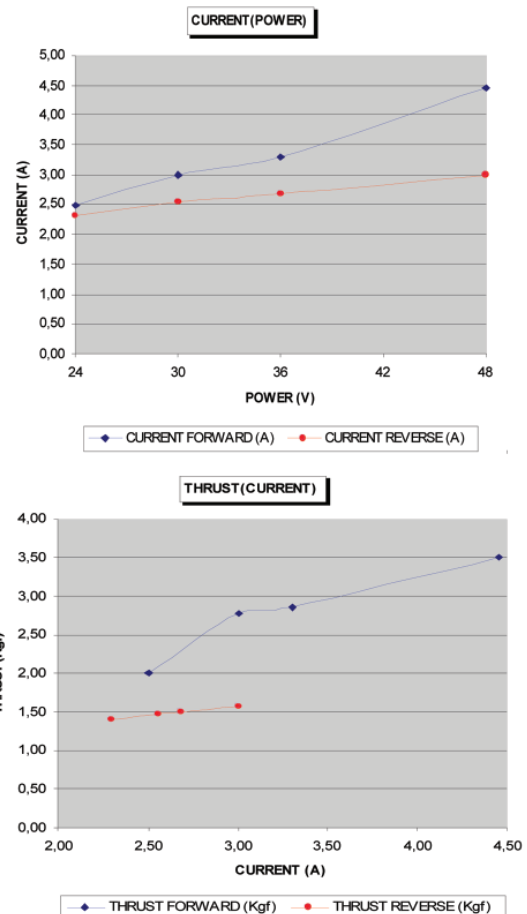 CURRENT(POWER)
5,00
4,50
4,00
3,50
3,00
2,50
2,00
1,50
1,00
0,50
0,00
CURRENT (A)
24 30 36 42 48
POWER (V)
CURRENT FORWARD (A) CURRENT REVERSE (A)
THRUST(CURRENT)
4,00
3,50
3,00
2,50
2,00
1,50
1,00
0,50
0,00
THRUST (Kgf)
2,00 2,50 3,00 3,50 4,00 4,50
CURRENT (A)
THRUST FORWARD (Kgf) THRUST REVERSE (Kgf)